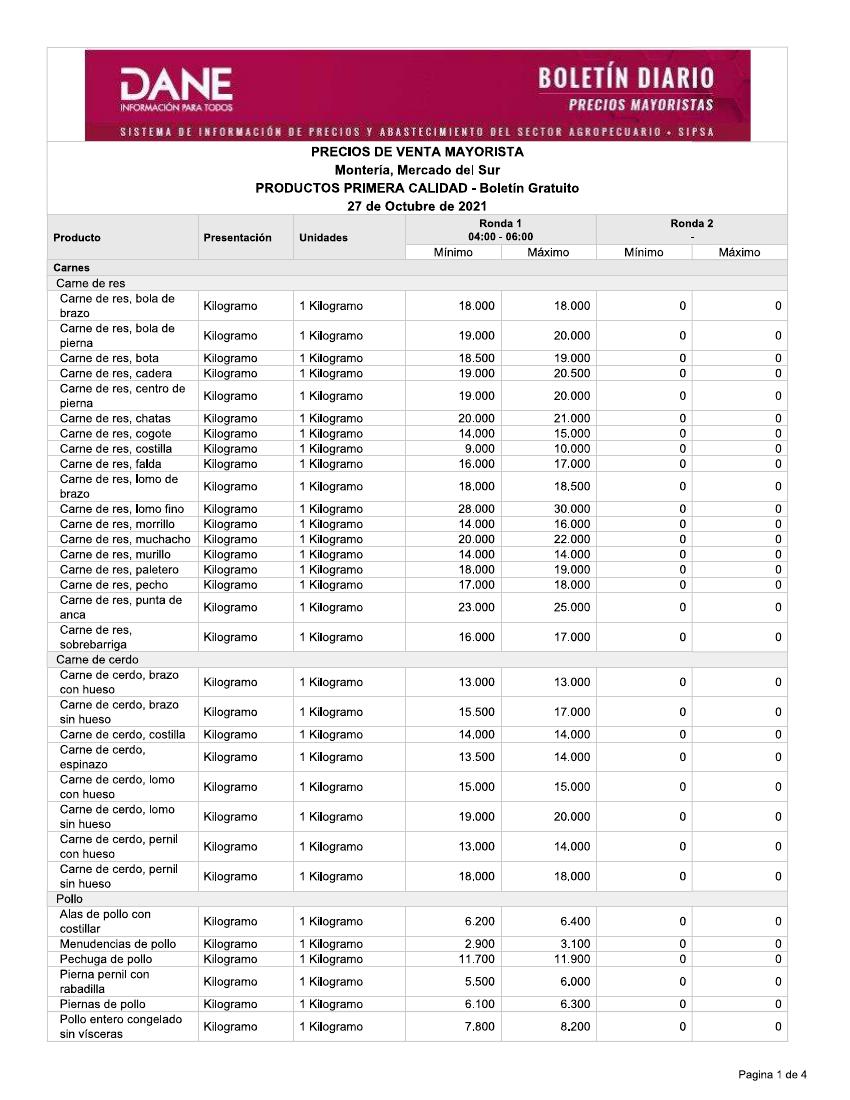 DANE
INFORMACIÓN PARA TODOS
BOLETÍN DIARIO
PRECIOS MAYORISTAS
SISTEMA DE INFORMACIÓN DE PRECIOS Y ABASTECIMIENTO DEL SECTOR AGROPECUARIO • SIPSA
PRECIOS DE VENTA MAYORISTA
Montería, Mercado del Sur
PRODUCTOS PRIMERA CALIDAD - Boletín Gratuito
27 de Octubre de 2021
Producto Presentación Unidades Ronda 1 04:00 - 06:00 Ronda 2 -
Mínimo Máximo Mínimo Máximo
Carnes
Carne de res
Carne de res, bola de
brazo Kilogramo 1 Kilogramo 18.000 18.000 0 0
Carne de res, bola de
pierna Kilogramo 1 Kilogramo 19.000 20.000 0 0
Carne de res, bota Kilogramo 1 Kilogramo 18.500 19.000 0 0
Carne de res, cadera Kilogramo 1 Kilogramo 19.000 20.500 0 0
Carne de res, centro de
pierna Kilogramo 1 Kilogramo 19.000 20.000 0 0
Carne de res, chatas Kilogramo 1 Kilogramo 20.000 21.000 0 0
Carne de res, cogote Kilogramo 1 Kilogramo 14.000 15.000 0 0
Carne de res, costilla Kilogramo 1 Kilogramo 9.000 10.000 0 0
Carne de res, falda Kilogramo 1 Kilogramo 16.000 17.000 0 0
Carne de res, lomo de
brazo Kilogramo 1 Kilogramo 18.000 18.500 0 0
Carne de res, lomo fino Kilogramo 1 Kilogramo 28.000 30.000 0 0
Carne de res, morrillo Kilogramo 1 Kilogramo 14.000 16.000 0 0
Carne de res, muchacho Kilogramo 1 Kilogramo 20.000 22.000 0 0
Carne de res, murillo Kilogramo 1 Kilogramo 14.000 14.000 0 0
Carne de res, paletero Kilogramo 1 Kilogramo 18.000 19.000 0 0
Carne de res, pecho Kilogramo 1 Kilogramo 17.000 18.000 0 0
Carne de res, punta de
anca Kilogramo 1 Kilogramo 23.000 25.000 0 0
Carne de res,
sobrebarriga Kilogramo 1 Kilogramo 16.000 17.000 0 0
Carne de cerdo
Carne de cerdo, brazo
con hueso Kilogramo 1 Kilogramo 13.000 13.000 0 0
Carne de cerdo, brazo
sin hueso Kilogramo 1 Kilogramo 15.500 17.000 0 0
Carne de cerdo, costilla Kilogramo 1 Kilogramo 14.000 14.000 0 0
Carne de cerdo,
espinazo Kilogramo 1 Kilogramo 13.500 14.000 0 0
Carne de cerdo, lomo
con hueso Kilogramo 1 Kilogramo 15.000 15.000 0 0
Carne de cerdo, lomo
sin hueso Kilogramo 1 Kilogramo 19.000 20.000 0 0
Carne de cerdo, pernil
con hueso Kilogramo 1 Kilogramo 13.000 14.000 0 0
Carne de cerdo, pernil
sin hueso Kilogramo 1 Kilogramo 18.000 18.000 0 0
Pollo
Alas de pollo con
costillar Kilogramo 1 Kilogramo 6.200 6.400 0 0
Menudencias de pollo Kilogramo 1 Kilogramo 2.900 3.100 0 0
Pechuga de pollo Kilogramo 1 Kilogramo 11.700 11.900 0 0
Pierna pernil con
rabadilla Kilogramo 1 Kilogramo 5.500 6.000 0 0
Piernas de pollo Kilogramo 1 Kilogramo 6.100 6.300 0 0
Pollo entero congelado
sin vísceras Kilogramo 1 Kilogramo 7.800 8.200 0 0
Pagina 1 de 4